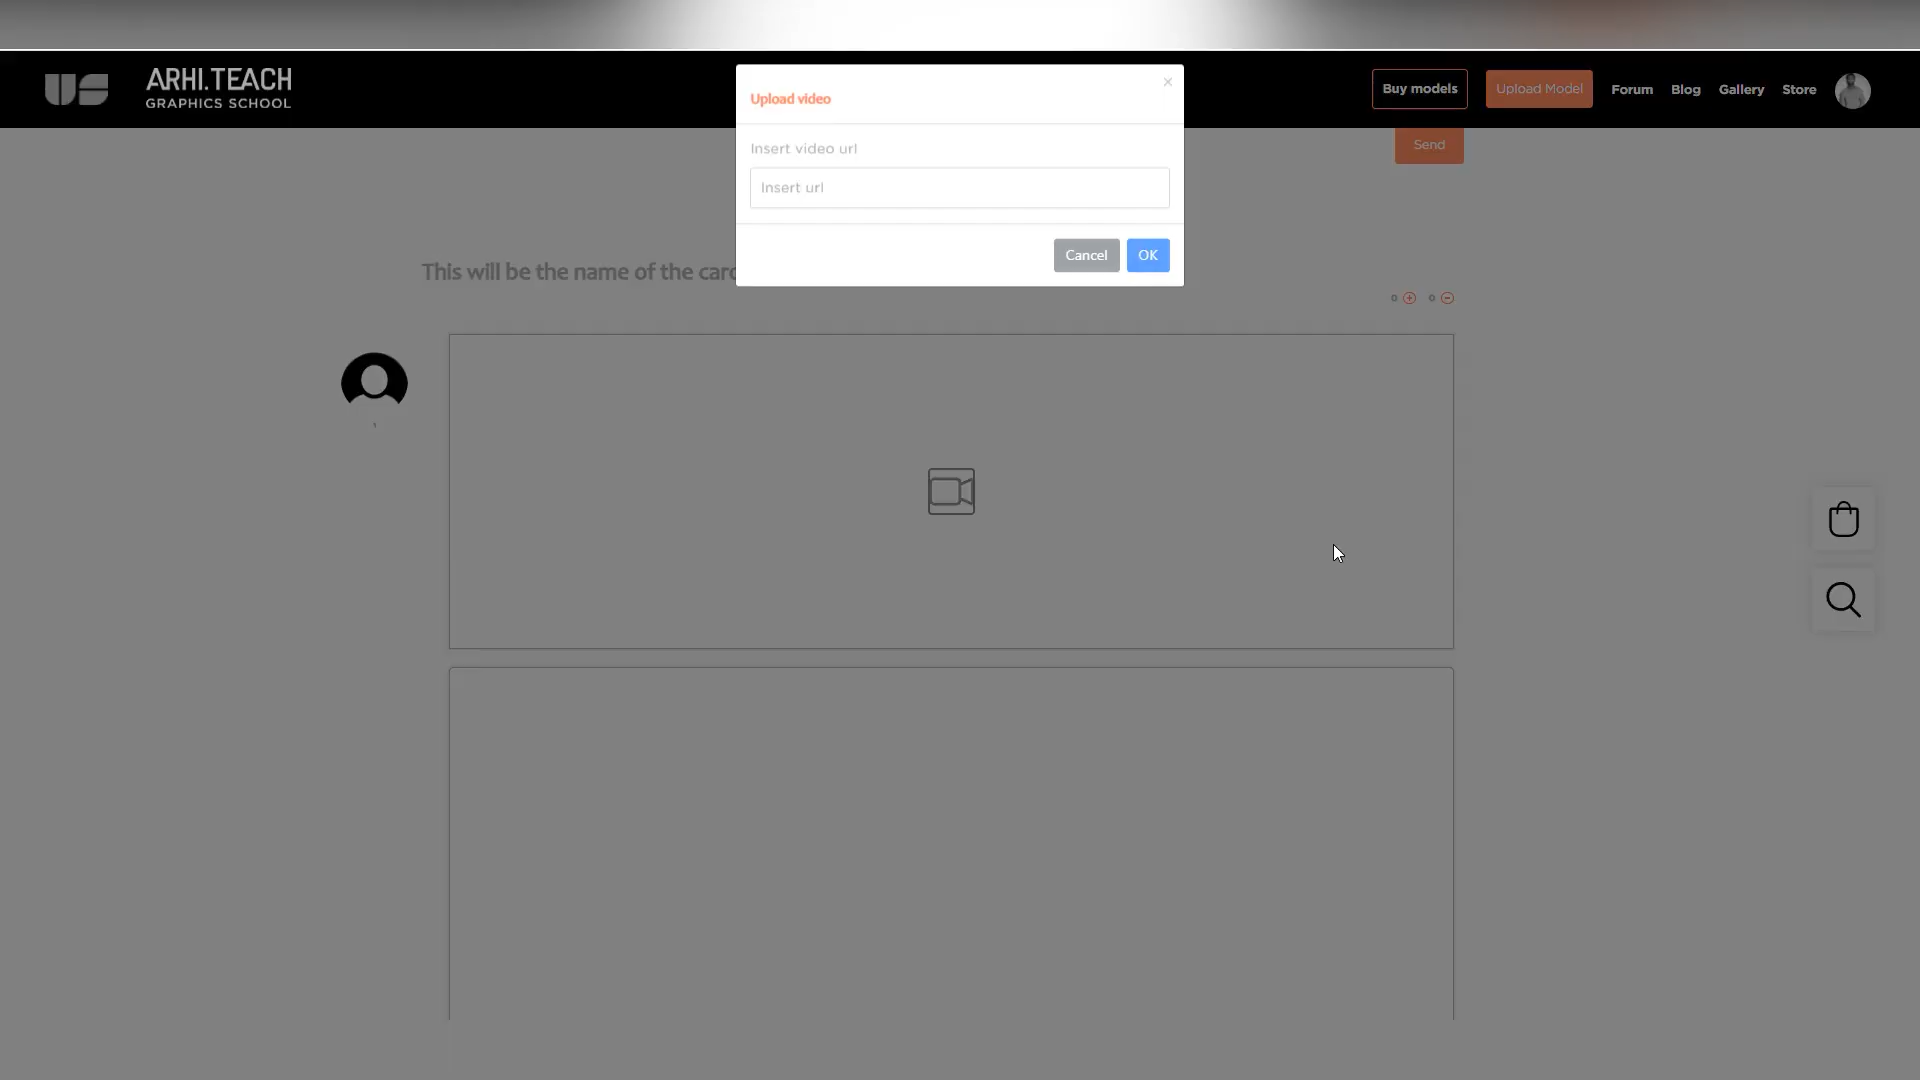 ARHI.TEACH
GRAPHICS SCHOOL
Buy models
Upload Model
Forum
Blog
Gallery
Store
×
Upload video
Insert video url
Insert url
Cancel
OK
Send
This will be the name of the card
0
0
,